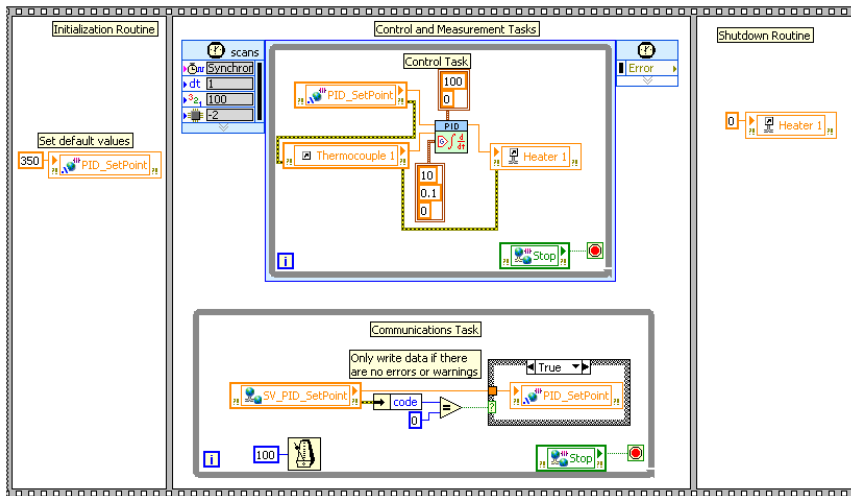 Initialization Routine
Set default values
350
PID_SetPoint
Control and Measurement Tasks
scans
Synchror
dt 1
100
-2
Error
Control Task
100
0
PID_SetPoint
PID
Thermocouple 1
Heater 1
10
0.1
0
Stop
i
Communications Task
Only write data if there
are no errors or warnings
True
SV_PID_SetPoint
code
=
0
?
PID_SetPoint
100
i
Stop
Shutdown Routine
0
Heater 1